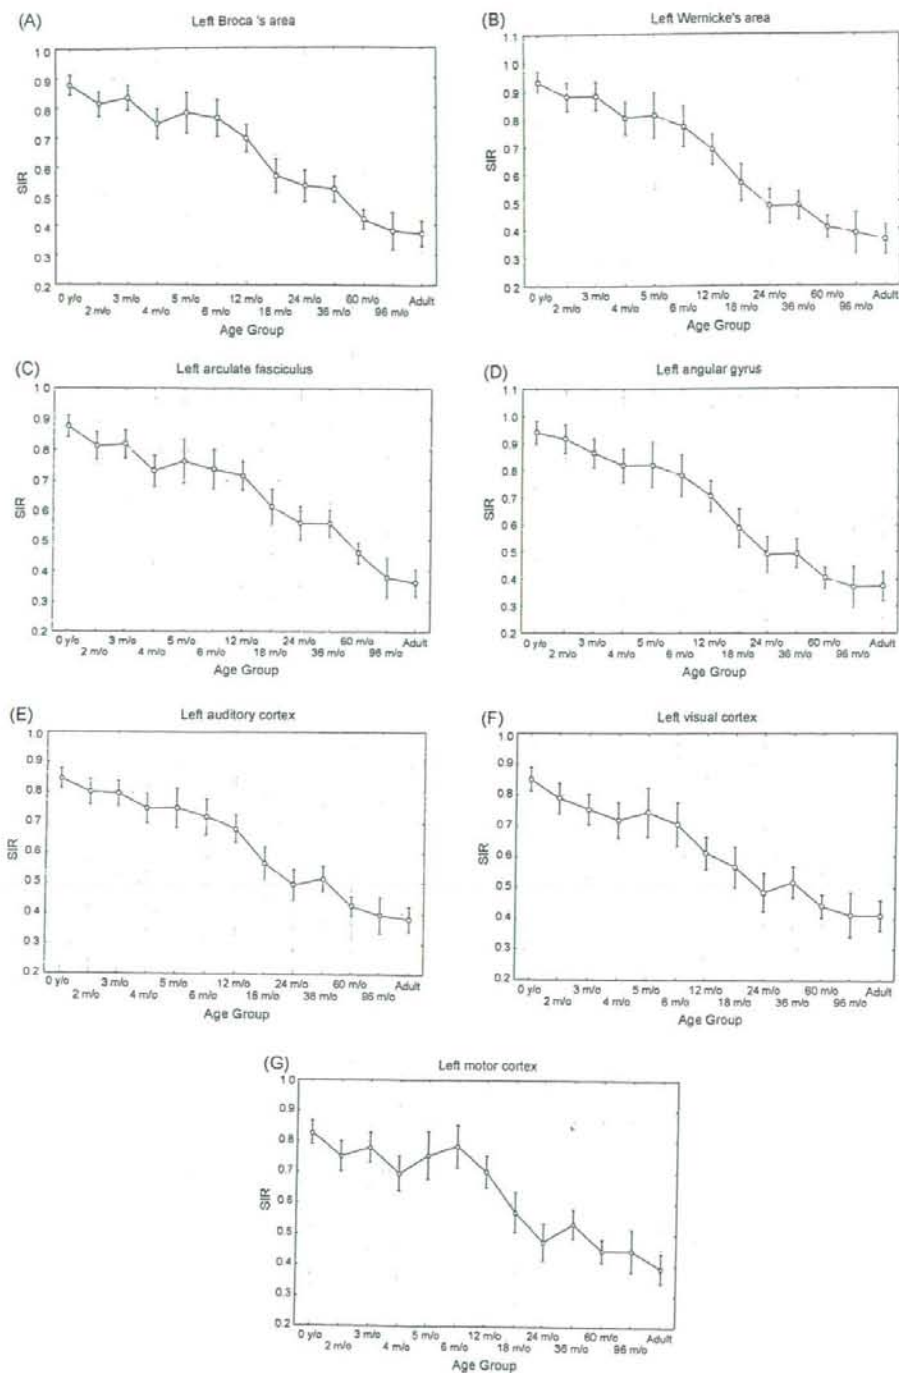 (A)
Left Broca 's area
1.0
0.9
0.8
0.7
0.6
0.5
0.4
0.3
0.2
SIR
0 y/o 3 m/o 5 m/o 12 m/o 24 m/o 60 m/o Adult
2 m/o 4 m/o 6 m/o 18 m/o 36 m/o 96 m/o
Age Group
(B)
Left Wernicke's area
1.1
1.0
0.9
0.8
0.7
0.6
0.5
0.4
0.3
0.2
SIR
0 y/o 3 m/o 5 m/o 12 m/o 24 m/o 60 m/o Adult
2 m/o 4 m/o 6 m/o 18 m/o 36 m/o 96 m/o
Age Group
(C)
Left arculate fasciculus
1.0
0.9
0.8
0.7
0.6
0.5
0.4
0.3
0.2
SIR
0 y/o 3 m/o 5 m/o 12 m/o 24 m/o 60 m/o Adult
2 m/o 4 m/o 6 m/o 18 m/o 36 m/o 96 m/o
Age Group
(D)
Left angular gyrus
1.1
1.0
0.9
0.8
0.7
0.6
0.5
0.4
0.3
0.2
SIR
0 y/o 3 m/o 5 m/o 12 m/o 24 m/o 60 m/o Adult
2 m/o 4 m/o 6 m/o 18 m/o 36 m/o 96 m/o
Age Group
(E)
Left auditory cortex
1.0
0.9
0.8
0.7
0.6
0.5
0.4
0.3
0.2
SIR
0 y/o 3 m/o 5 m/o 12 m/o 24 m/o 60 m/o Adult
2 m/o 4 m/o 6 m/o 18 m/o 36 m/o 96 m/o
Age Group
(F)
Left visual cortex
1.0
0.9
0.8
0.7
0.6
0.5
0.4
0.3
0.2
SIR
0 y/o 3 m/o 5 m/o 12 m/o 24 m/o 60 m/o Adult
2 m/o 4 m/o 6 m/o 18 m/o 36 m/o 96 m/o
Age Group
(G)
Left motor cortex
1.0
0.9
0.8
0.7
0.6
0.5
0.4
0.3
0.2
SIR
0 y/o 3 m/o 5 m/o 12 m/o 24 m/o 60 m/o Adult
2 m/o 4 m/o 6 m/o 18 m/o 36 m/o 96 m/o
Age Group